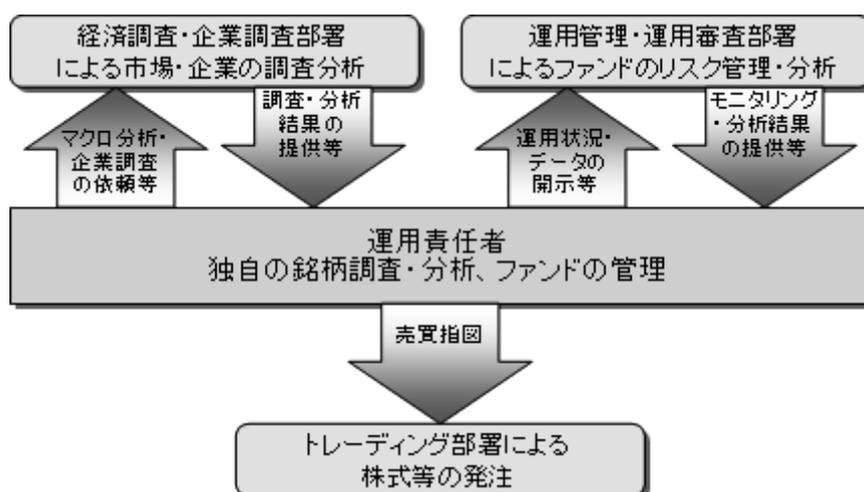 経済調査・企業調査部署
による市場・企業の調査分析
運用管理・運用審査部署
によるファンドのリスク管理・分析
マクロ分析・
企業調査
の依頼等
調査・分析
結果の
提供等
運用状況・
データの
開示等
モニタリング
・分析結果
の提供等
運用責任者
独自の銘柄調査・分析、ファンドの管理
売買指図
トレーディング部署による
株式等の発注